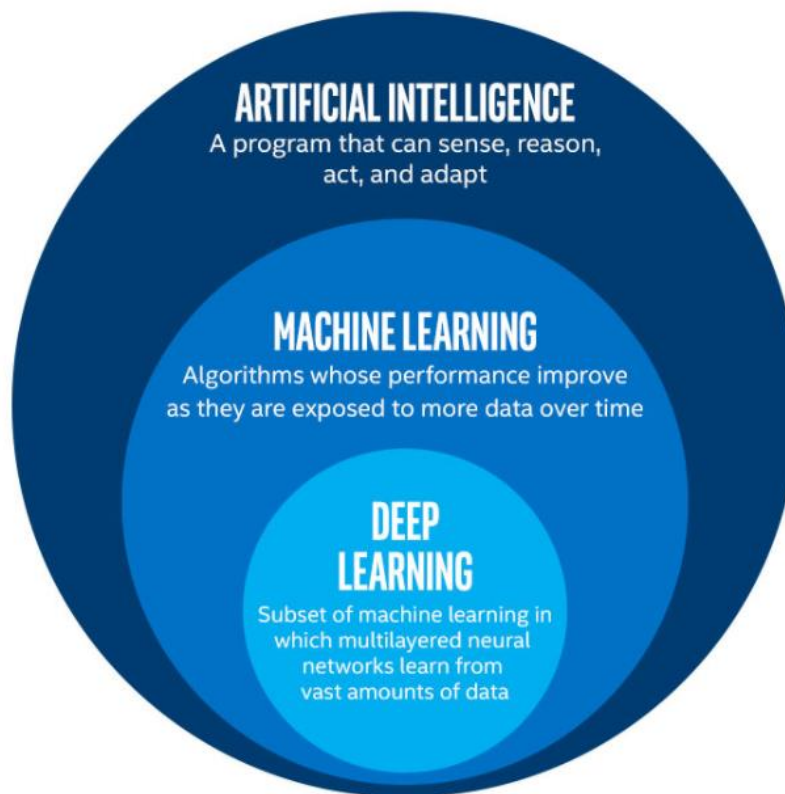 ARTIFICIAL INTELLIGENCE
A program that can sense, reason,
act, and adapt
MACHINE LEARNING
Algorithms whose performance improve
as they are exposed to more data over time
DEEP
LEARNING
Subset of machine learning in
which multilayered neural
networks learn from
vast amounts of data